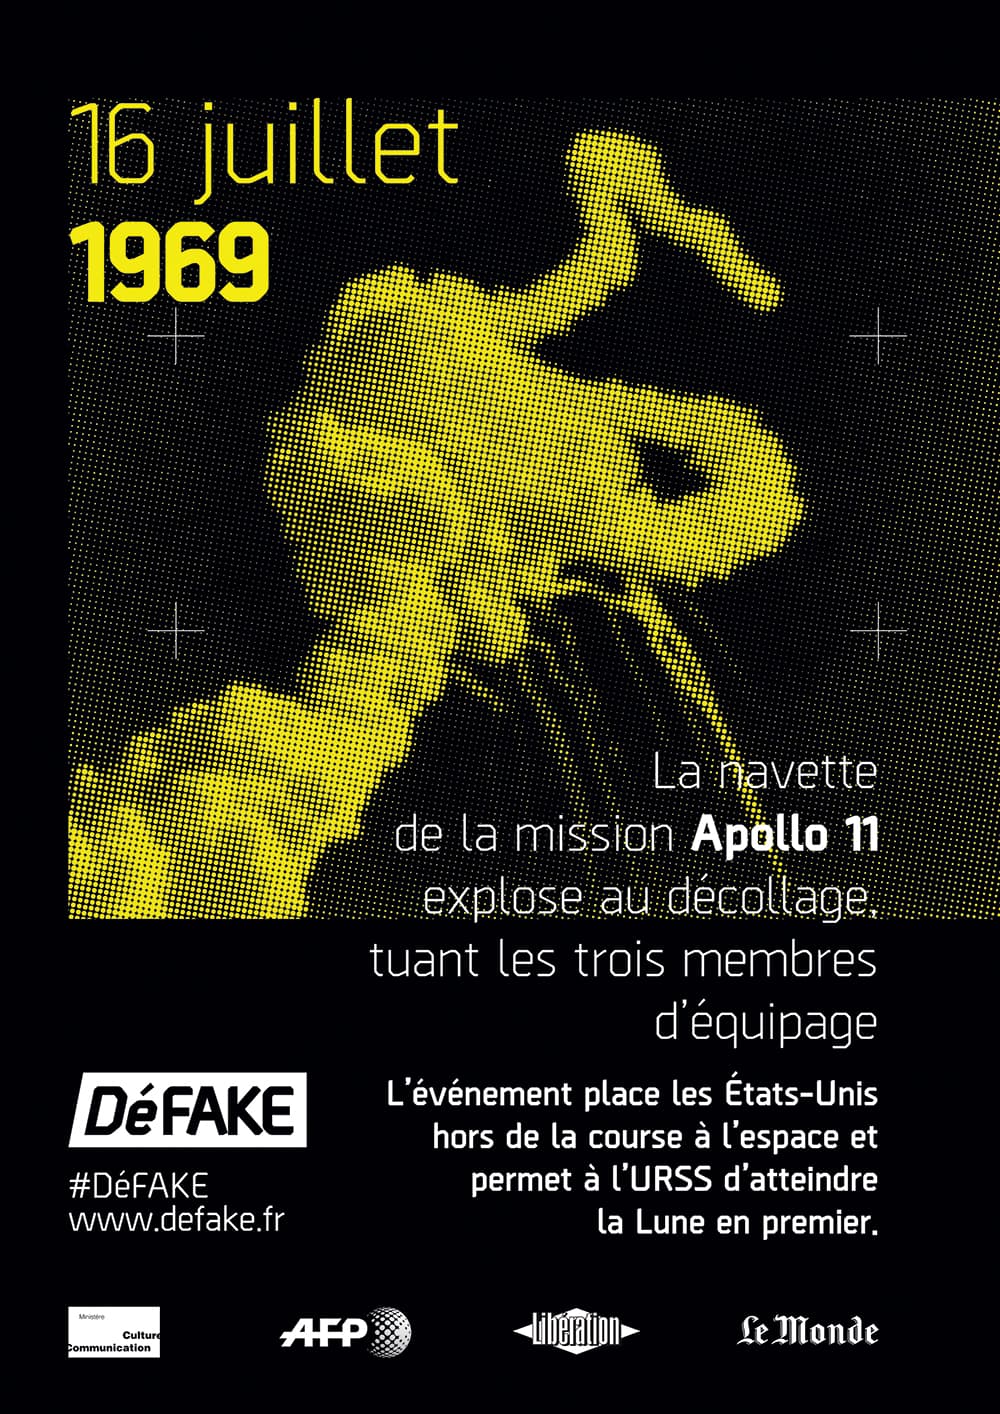 16 juillet
1969
La navette
de la mission Apollo 11
explose au décollage,
tuant les trois membres
d'équipage
L'événement place les États-Unis
hors de la course à l'espace et
permet à l'URSS d'atteindre
la Lune en premier.
DéFAKE
#DéFAKE
www.defake.fr
Ministère
Culture
Communication
AFP
Libération
Le Monde